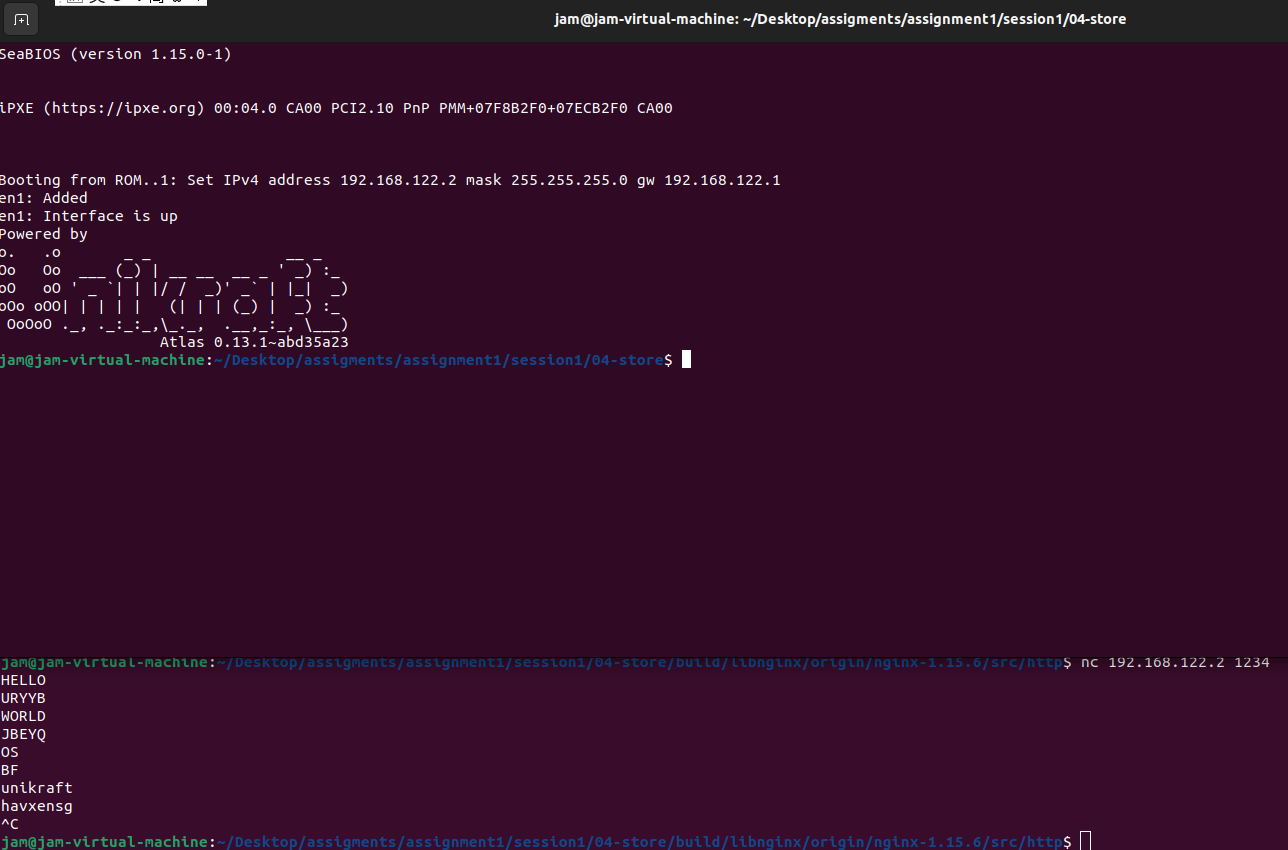 jam@jam-virtual-machine: ~/Desktop/assigments/assignment1/session1/04-store
SeaBIOS (version 1.15.0-1)
iPXE (https://ipxe.org) 00:04.0 CA00 PCI2.10 PnP PMM+07F8B2F0+07ECB2F0 CA00
Booting from ROM..1: Set IPv4 address 192.168.122.2 mask 255.255.255.0 gw 192.168.122.1
en1: Added
en1: Interface is up
Powered by
o.   .o       _ _               __ _
Oo   Oo  ___ (_) | __ __  __ _ ' _) :_
oO   oO ' _ `| | |/ /  _)' _` | |_|  _)
oOo oOO| | | | |   (| | | (_) |  _) :_
 OoOoO ._, ._:_:_,\_._,  .__,_:_, \___)
                  Atlas 0.13.1~abd35a23
jam@jam-virtual-machine:~/Desktop/assigments/assignment1/session1/04-store$
jam@jam-virtual-machine:~/Desktop/assigments/assignment1/session1/04-store/build/libnginx/origin/nginx-1.15.6/src/http$ nc 192.168.122.2 1234
HELLO
URYYB
WORLD
JBEYQ
OS
BF
unikraft
havxensg
^C
jam@jam-virtual-machine:~/Desktop/assigments/assignment1/session1/04-store/build/libnginx/origin/nginx-1.15.6/src/http$